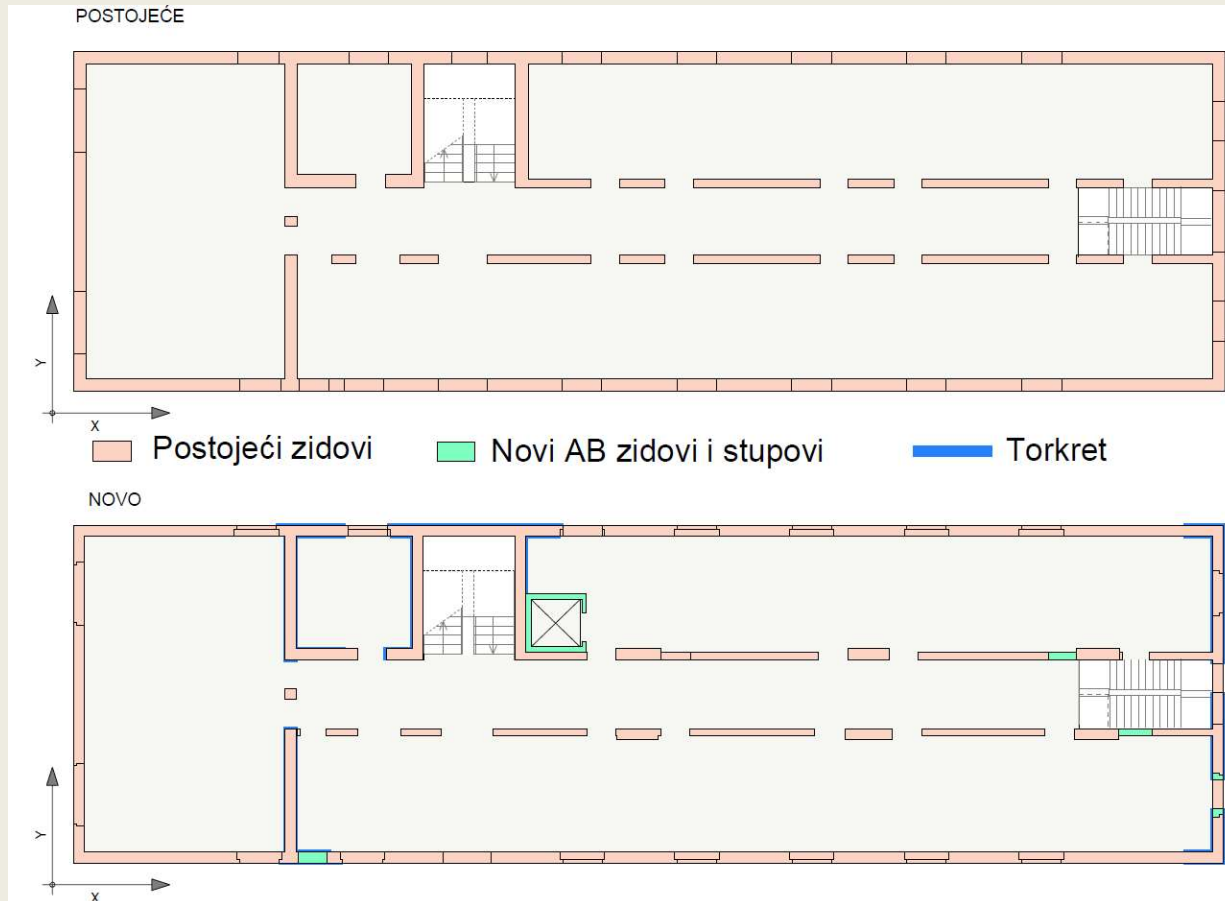 POSTOJEĆE
Y
X
Postojeći zidovi
Novi AB zidovi i stupovi
Torkret
NOVO
Y
X